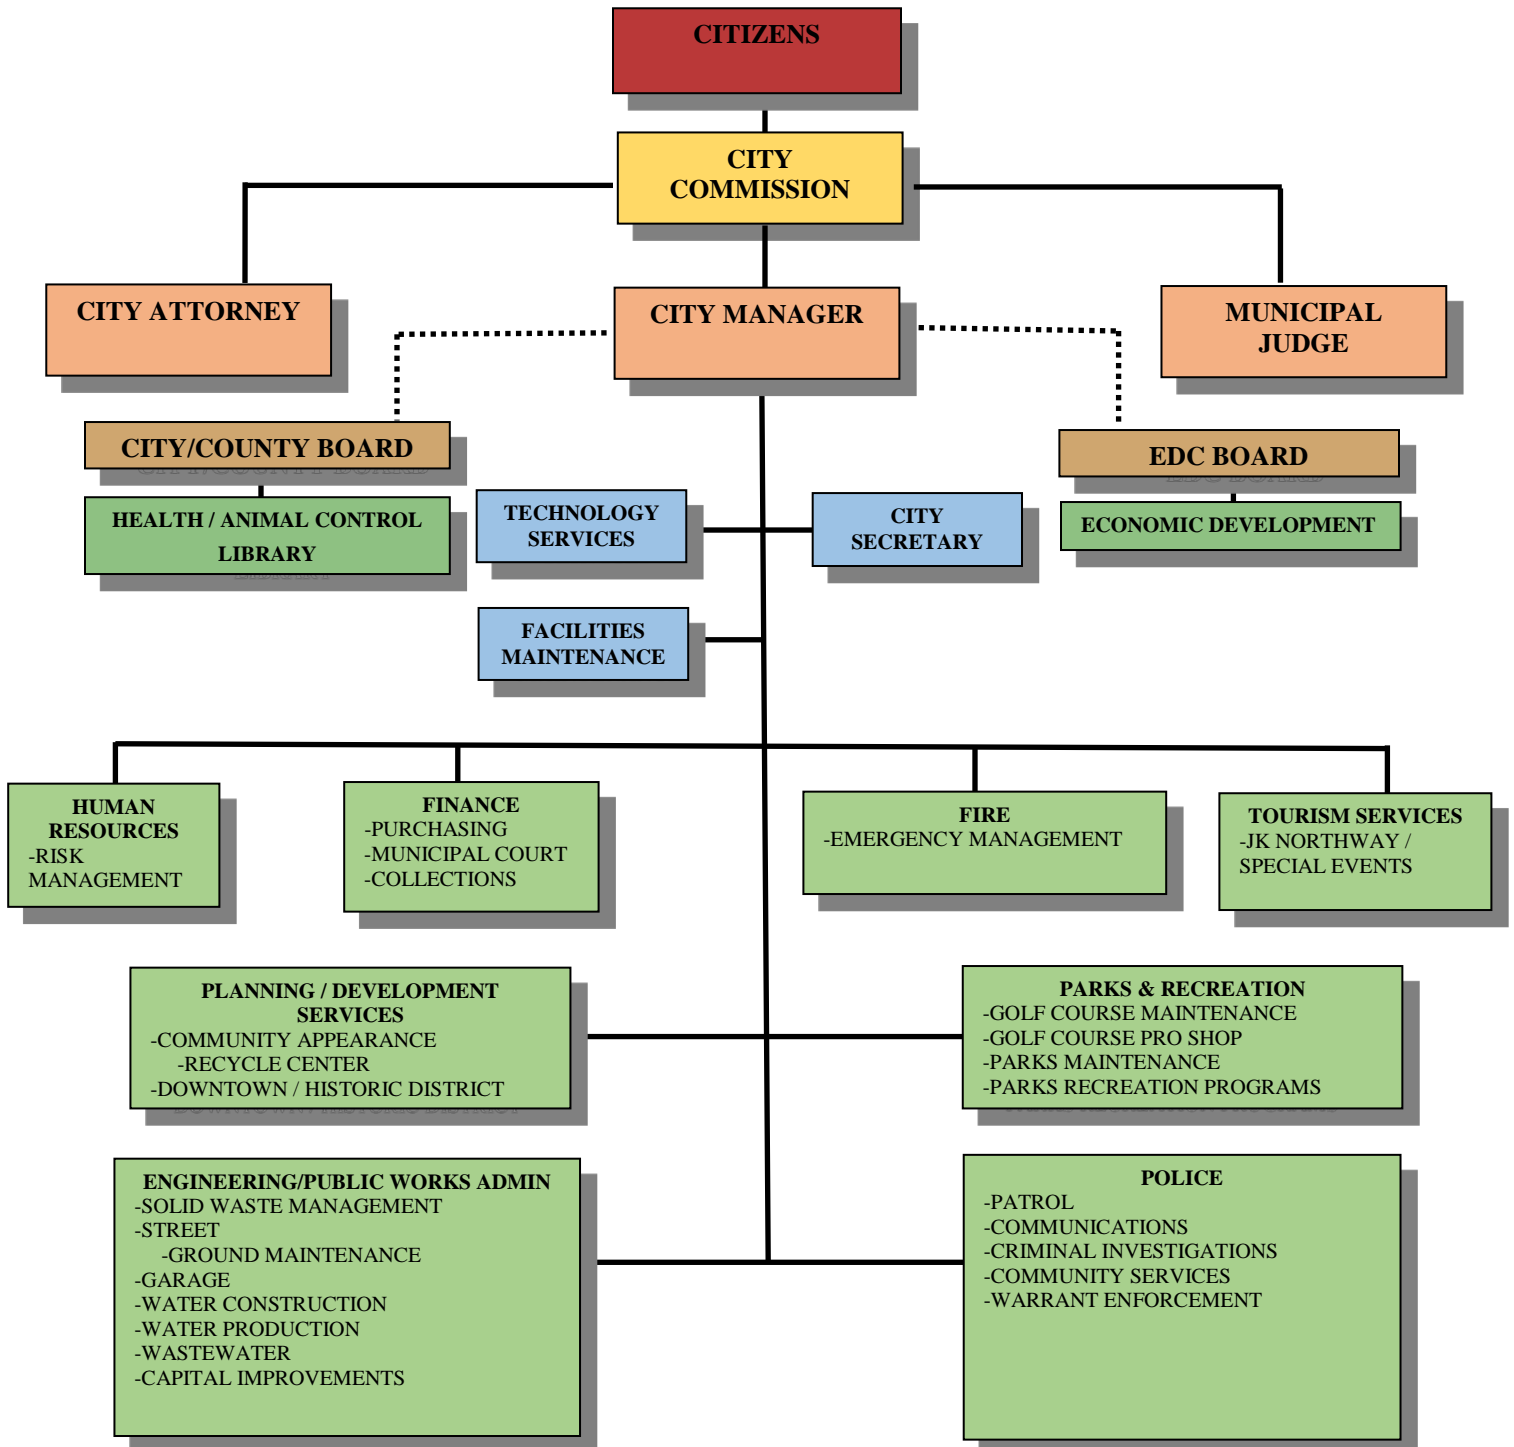 CITIZENS
CITY
COMMISSION
CITY ATTORNEY
CITY MANAGER
MUNICIPAL
JUDGE
CITY/COUNTY BOARD
EDC BOARD
HEALTH / ANIMAL CONTROL
LIBRARY
TECHNOLOGY
SERVICES
CITY
SECRETARY
ECONOMIC DEVELOPMENT
FACILITIES
MAINTENANCE
HUMAN
RESOURCES
-RISK
MANAGEMENT
FINANCE
-PURCHASING
-MUNICIPAL COURT
-COLLECTIONS
FIRE
-EMERGENCY MANAGEMENT
TOURISM SERVICES
-JK NORTHWAY /
SPECIAL EVENTS
PLANNING / DEVELOPMENT
SERVICES
-COMMUNITY APPEARANCE
-RECYCLE CENTER
-DOWNTOWN / HISTORIC DISTRICT
PARKS & RECREATION
-GOLF COURSE MAINTENANCE
-GOLF COURSE PRO SHOP
-PARKS MAINTENANCE
-PARKS RECREATION PROGRAMS
ENGINEERING/PUBLIC WORKS ADMIN
-SOLID WASTE MANAGEMENT
-STREET
-GROUND MAINTENANCE
-GARAGE
-WATER CONSTRUCTION
-WATER PRODUCTION
-WASTEWATER
-CAPITAL IMPROVEMENTS
POLICE
-PATROL
-COMMUNICATIONS
-CRIMINAL INVESTIGATIONS
-COMMUNITY SERVICES
-WARRANT ENFORCEMENT